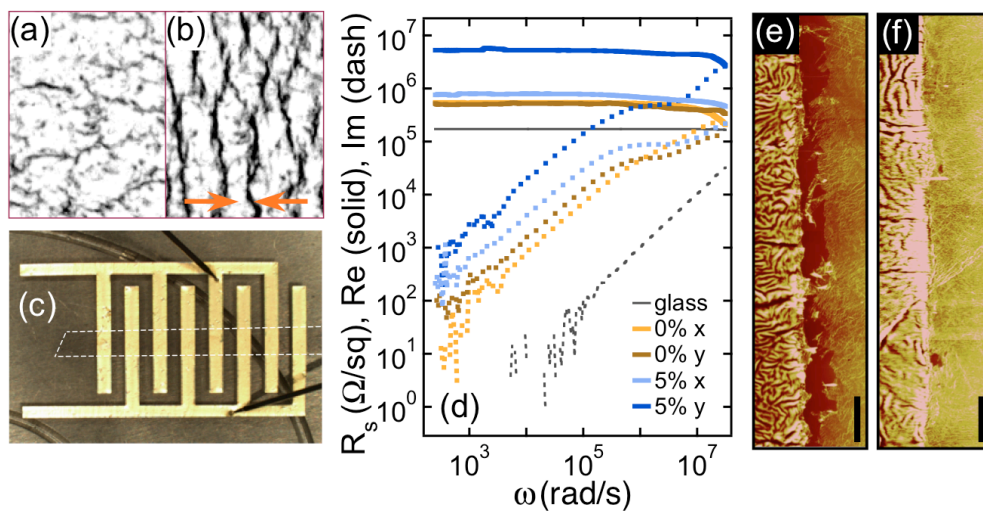 (a)
(b)
(c)
R_s (Ω/sq), Re (solid), Im (dash)
10^7
10^6
10^5
10^4
10^3
10^2
10^1
10^0
glass
0% x
0% y
5% x
5% y
(d)
10^3
10^5
10^7
ω (rad/s)
(e)
(f)